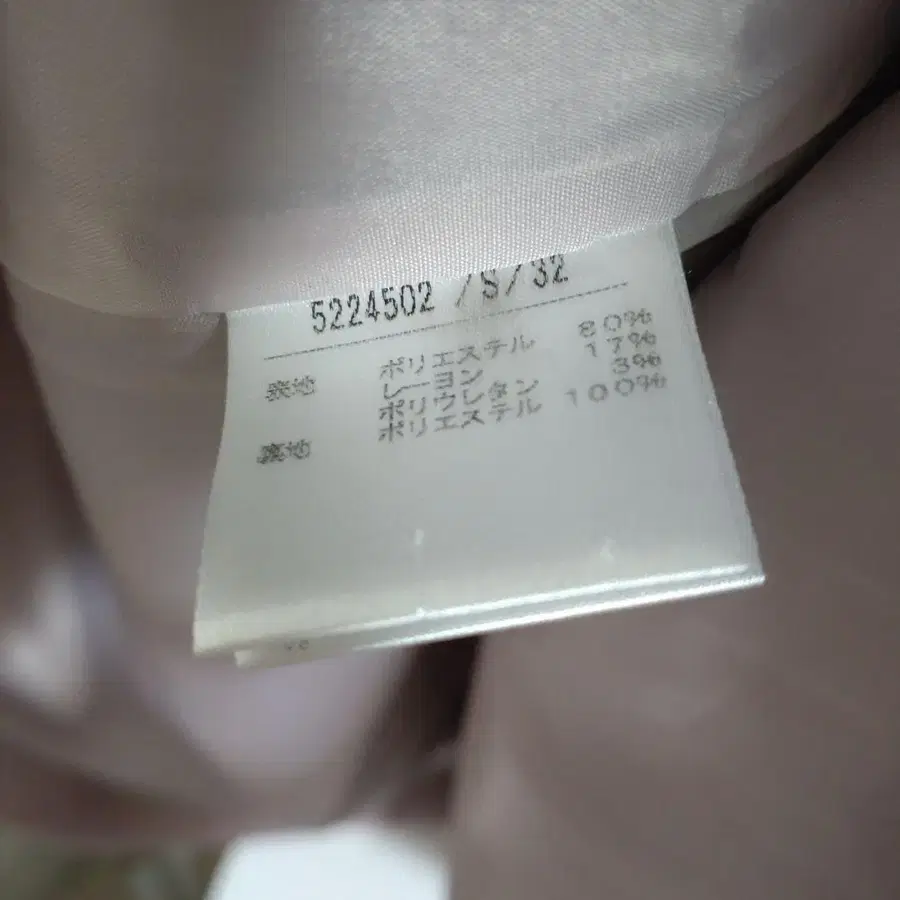 5224502 /S/32
表地 ポリエステル 80%
レーヨン 17%
ポリウレタン 3%
裏地 ポリエステル 100%